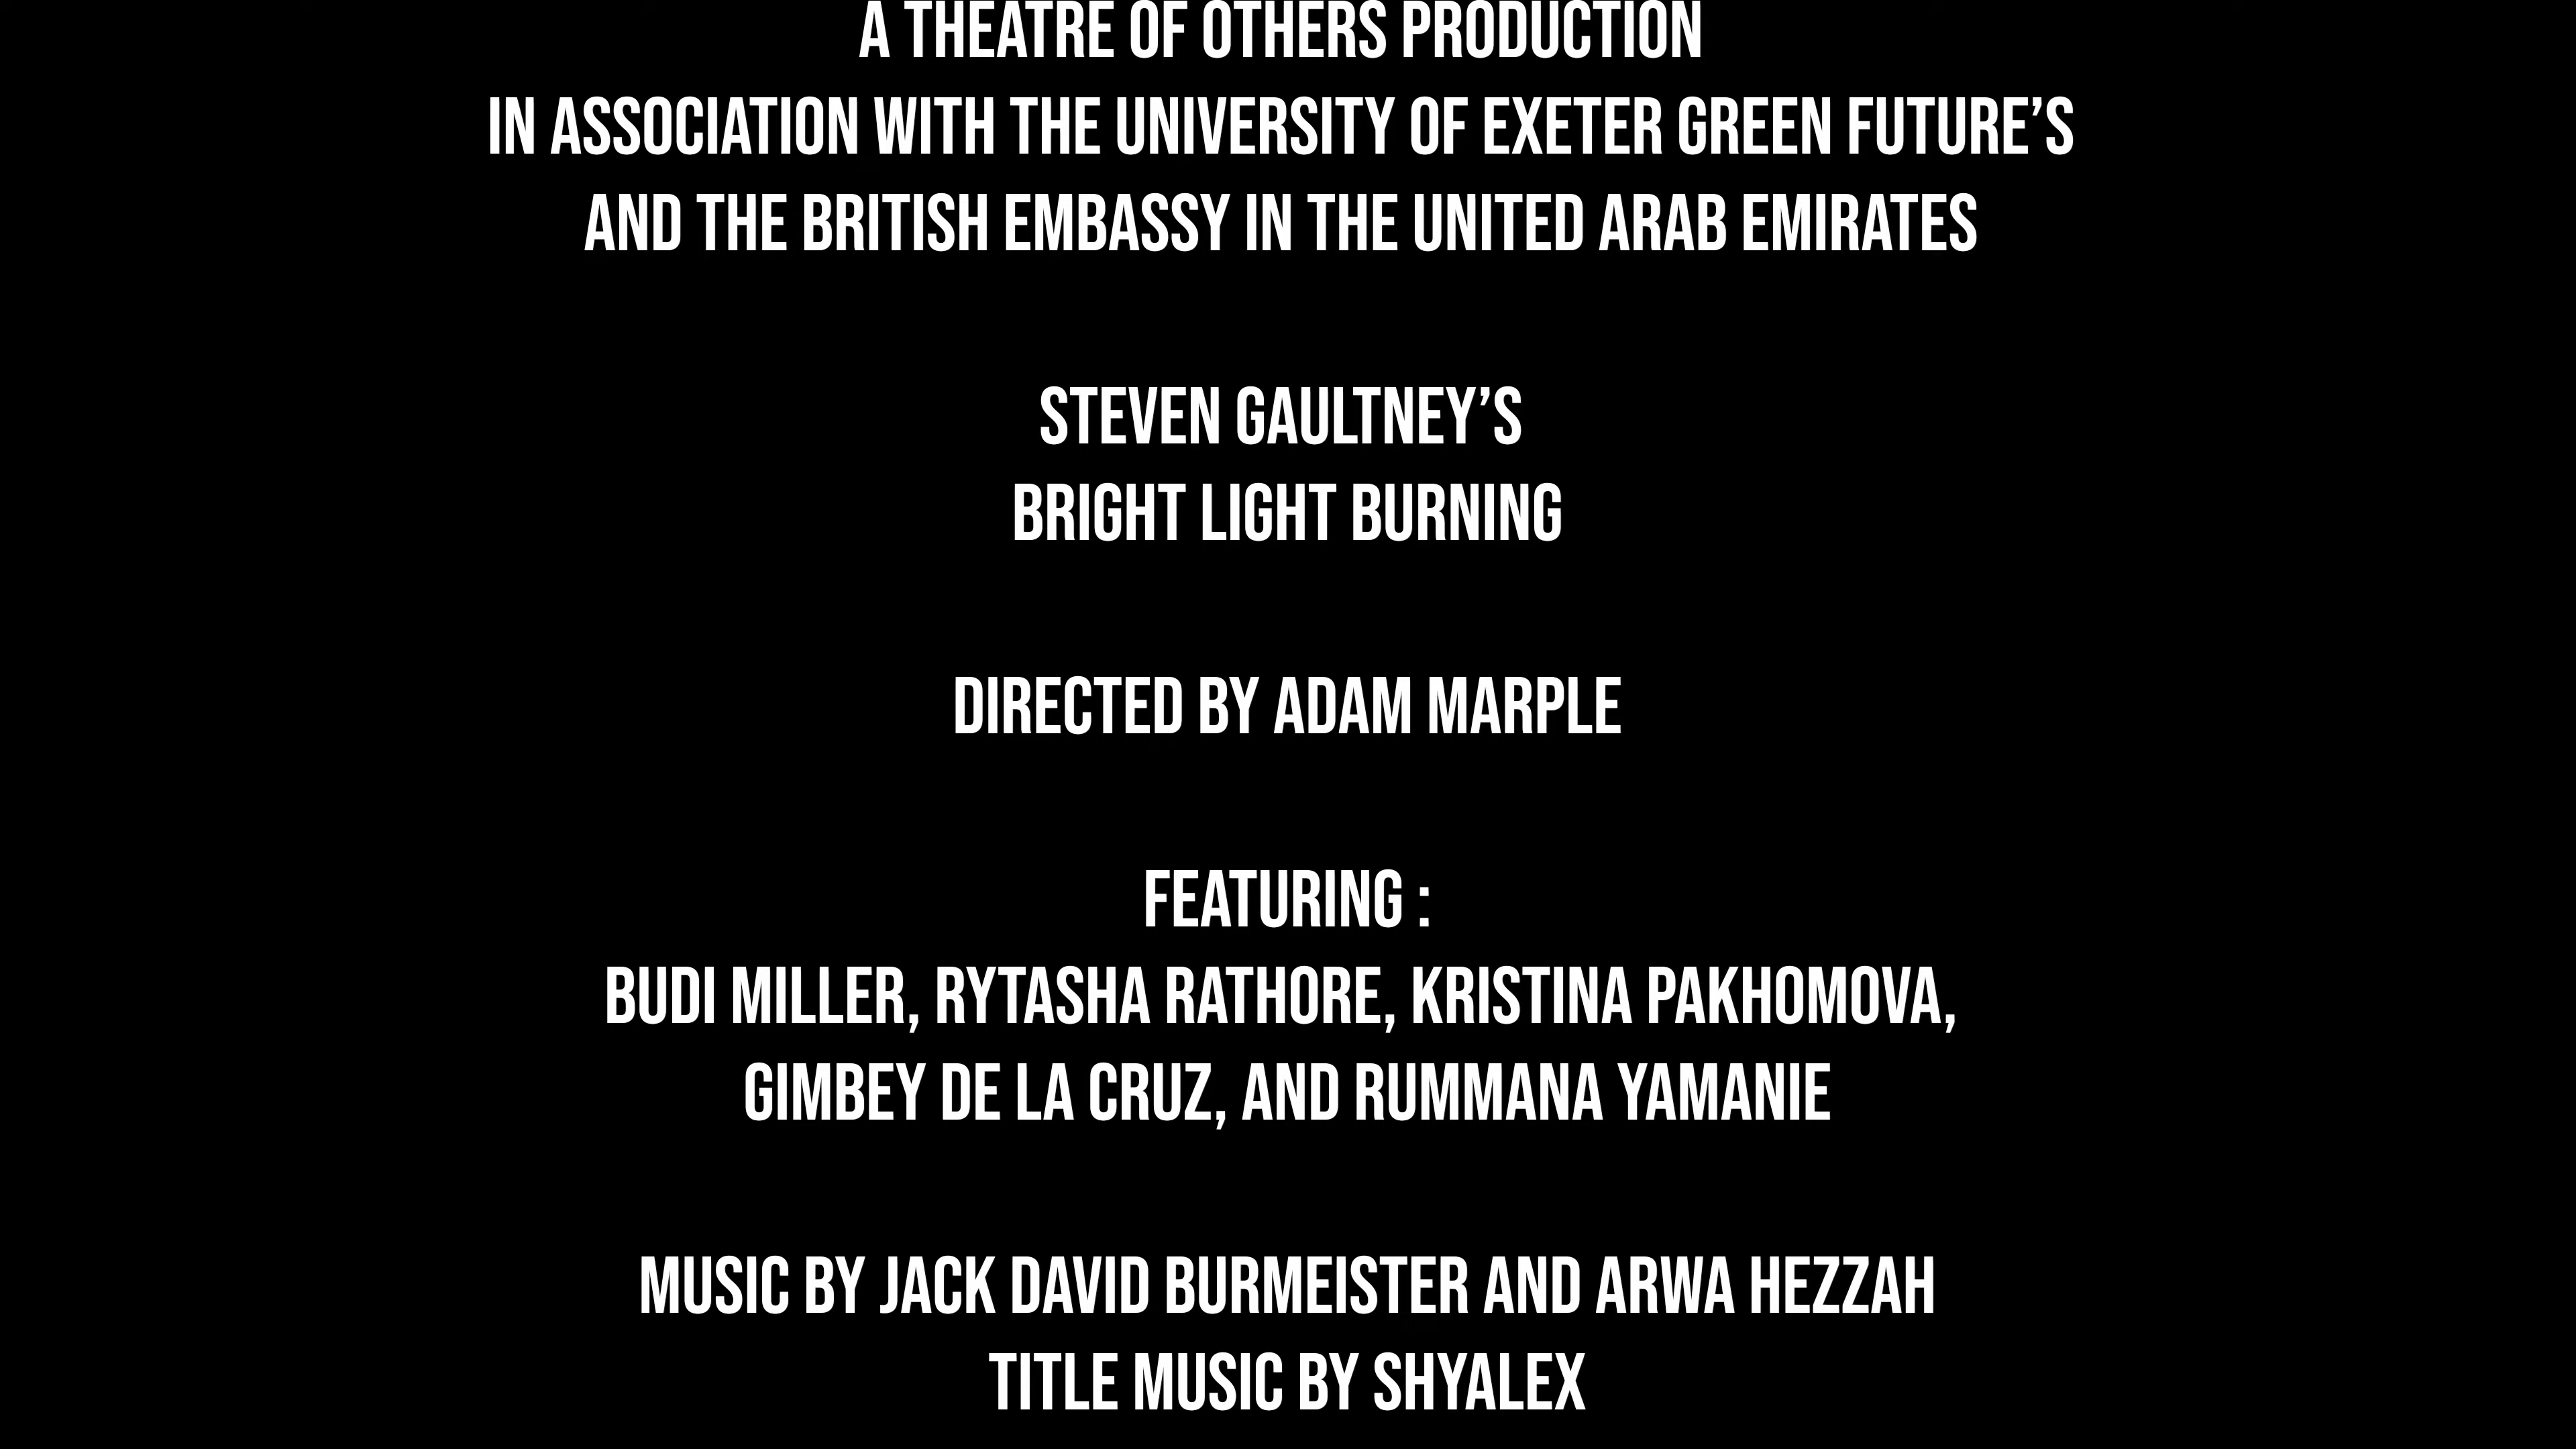 A THEATRE OF OTHERS PRODUCTION
IN ASSOCIATION WITH THE UNIVERSITY OF EXETER GREEN FUTURE’S
AND THE BRITISH EMBASSY IN THE UNITED ARAB EMIRATES
STEVEN GAULTNEY’S
BRIGHT LIGHT BURNING
DIRECTED BY ADAM MARPLE
FEATURING :
BUDI MILLER, RYTASHA RATHORE, KRISTINA PAKHOMOVA,
GIMBEY DE LA CRUZ, AND RUMMANA YAMANIE
MUSIC BY JACK DAVID BURMEISTER AND ARWA HEZZAH
TITLE MUSIC BY SHYALEX